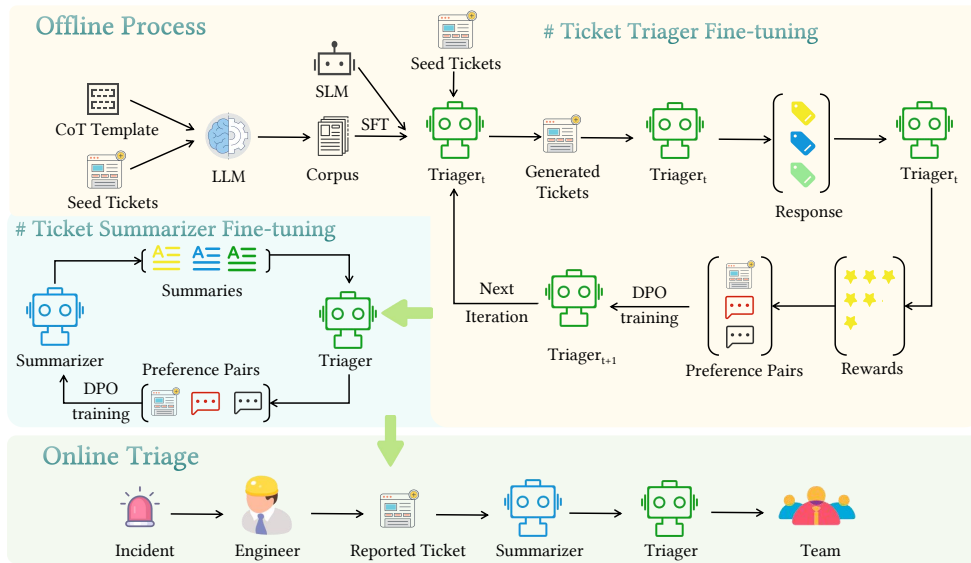 Offline Process
# Ticket Triager Fine-tuning
Seed Tickets
SLM
CoT Template
SFT
LLM
Corpus
Triagerₜ
Generated
Tickets
Triagerₜ
Response
Triagerₜ
Seed Tickets
# Ticket Summarizer Fine-tuning
A
A
A
Summaries
Summarizer
Triager
Preference Pairs
DPO
training
Next
Iteration
Triagerₜ₊₁
DPO
training
Preference Pairs
Rewards
Online Triage
Incident
Engineer
Reported Ticket
Summarizer
Triager
Team